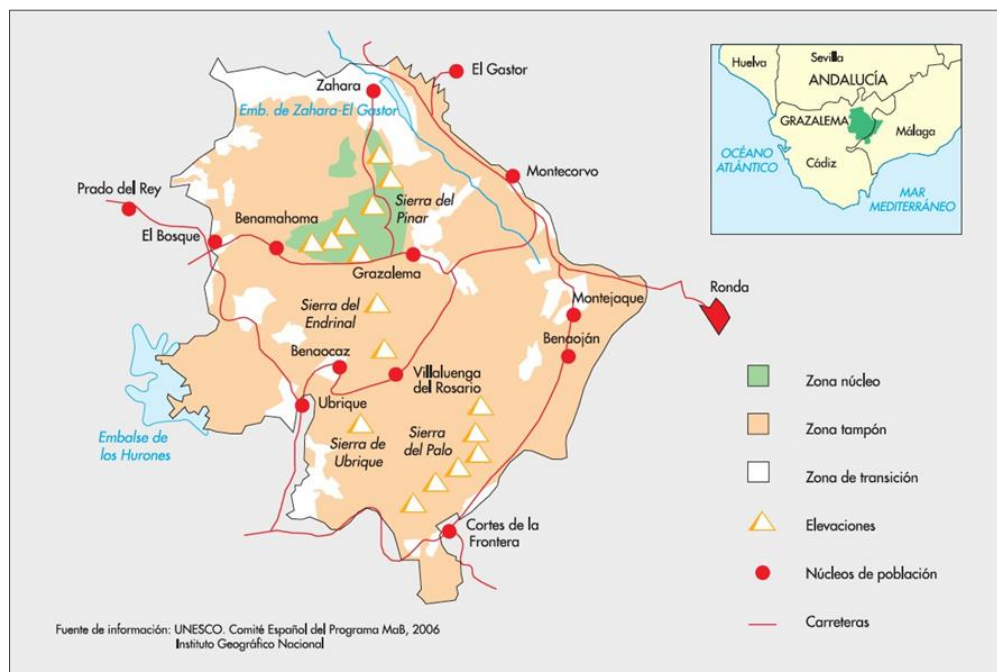 El Gastor
Zahara
Emb. de Zahara-El Gastor
Montecorvo
Prado del Rey
Benamahoma
Sierra del
Pinar
El Bosque
Grazalema
Ronda
Sierra del
Endrinal
Montejaque
Benaoján
Benaocaz
Villaluenga
del Rosario
Ubrique
Embalse de
los Hurones
Sierra de
Ubrique
Sierra
del Palo
Cortes de la
Frontera
Huelva
Sevilla
ANDALUCÍA
GRAZALEMA
Málaga
OCÉANO
ATLÁNTICO
Cádiz
MAR
MEDITERRÁNEO
Zona núcleo
Zona tampón
Zona de transición
Elevaciones
Núcleos de población
Carreteras
Fuente de información: UNESCO. Comité Español del Programa MaB, 2006
Instituto Geográfico Nacional